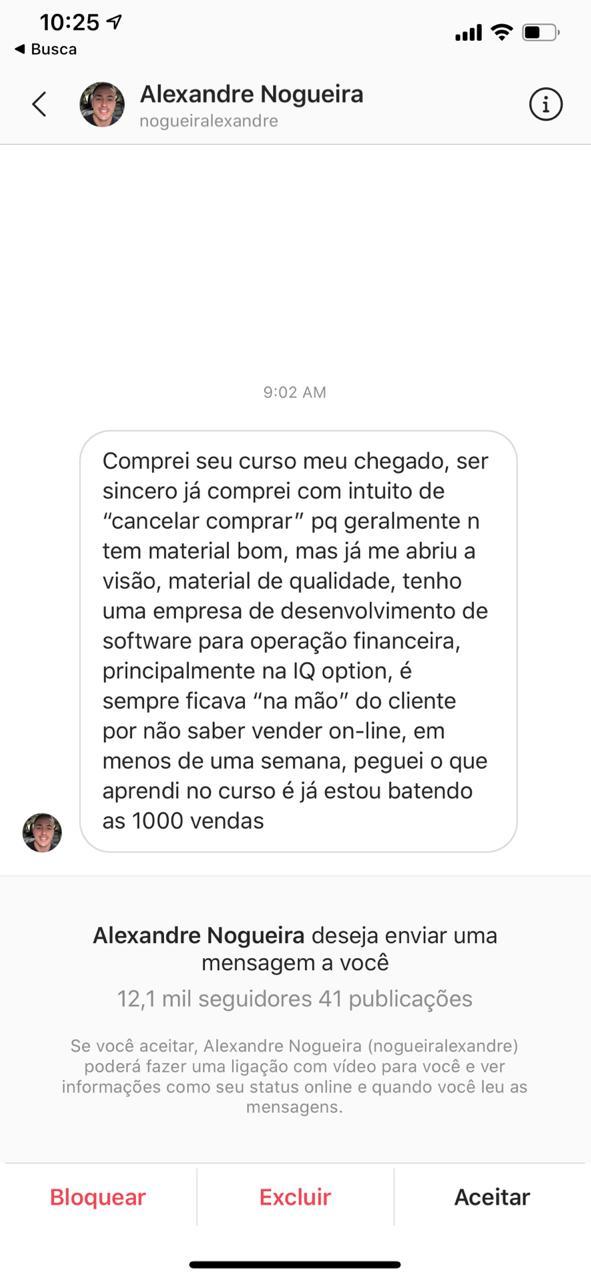 10:25
Busca
Alexandre Nogueira
nogueiralexandre
9:02 AM
Comprei seu curso meu chegado, ser
sincero já comprei com intuito de
“cancelar comprar” pq geralmente n
tem material bom, mas já me abriu a
visão, material de qualidade, tenho
uma empresa de desenvolvimento de
software para operação financeira,
principalmente na IQ option, é
sempre ficava “na mão” do cliente
por não saber vender on-line, em
menos de uma semana, peguei o que
aprendi no curso é já estou batendo
as 1000 vendas
Alexandre Nogueira deseja enviar uma
mensagem a você
12,1 mil seguidores 41 publicações
Se você aceitar, Alexandre Nogueira (nogueiralexandre)
poderá fazer uma ligação com vídeo para você e ver
informações como seu status online e quando você leu as
mensagens.
Bloquear Excluir Aceitar